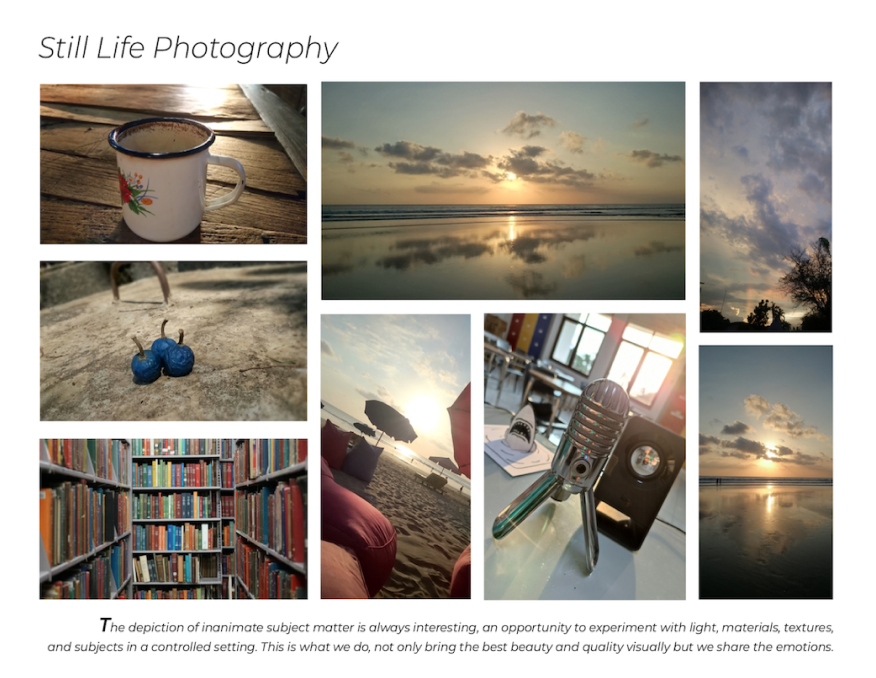 Still Life Photography
The depiction of inanimate subject matter is always interesting, an opportunity to experiment with light, materials, textures,
and subjects in a controlled setting. This is what we do, not only bring the best beauty and quality visually but we share the emotions.